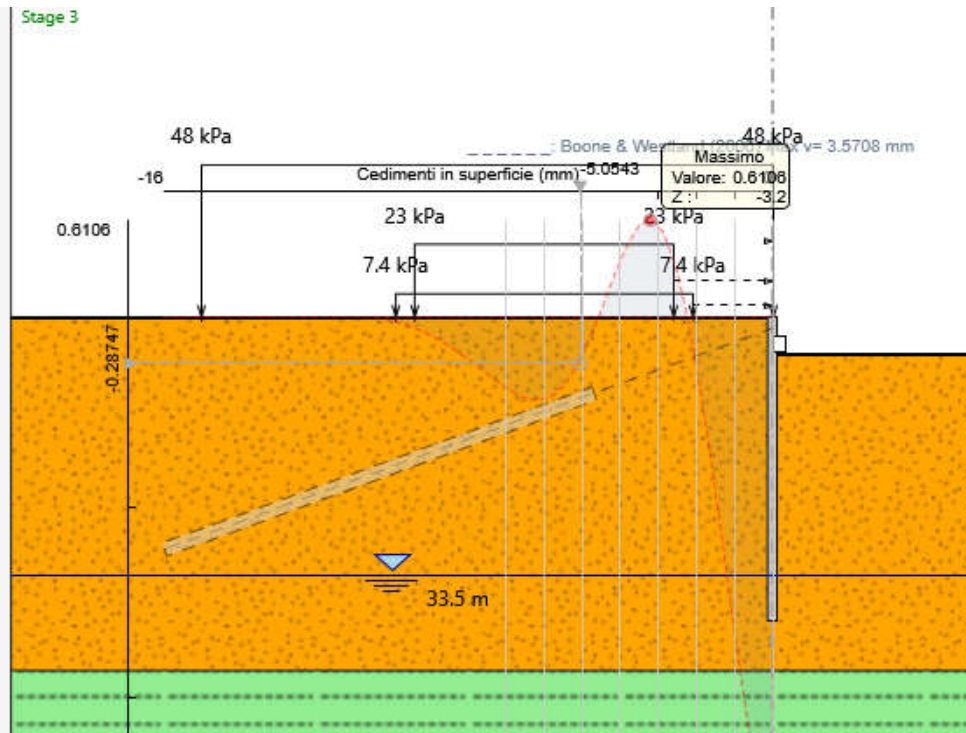 Stage 3
48 kPa
48 kPa
: Boone & Westland (2006) Max v= 3.5708 mm
-16
Cedimenti in superficie (mm)
-5.0543
Massimo
Valore: 0.6106
Z : -3.2
0.6106
23 kPa
23 kPa
7.4 kPa
7.4 kPa
-0.28747
33.5 m